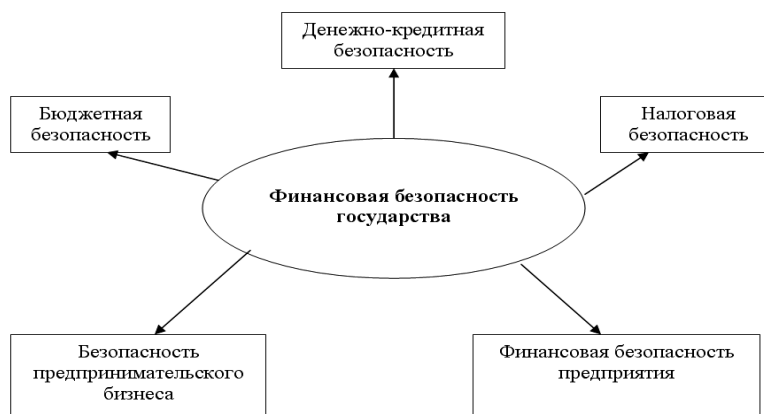 Денежно-кредитная
безопасность
Бюджетная
безопасность
Налоговая
безопасность
Финансовая безопасность
государства
Безопасность
предпринимательского
бизнеса
Финансовая безопасность
предприятия